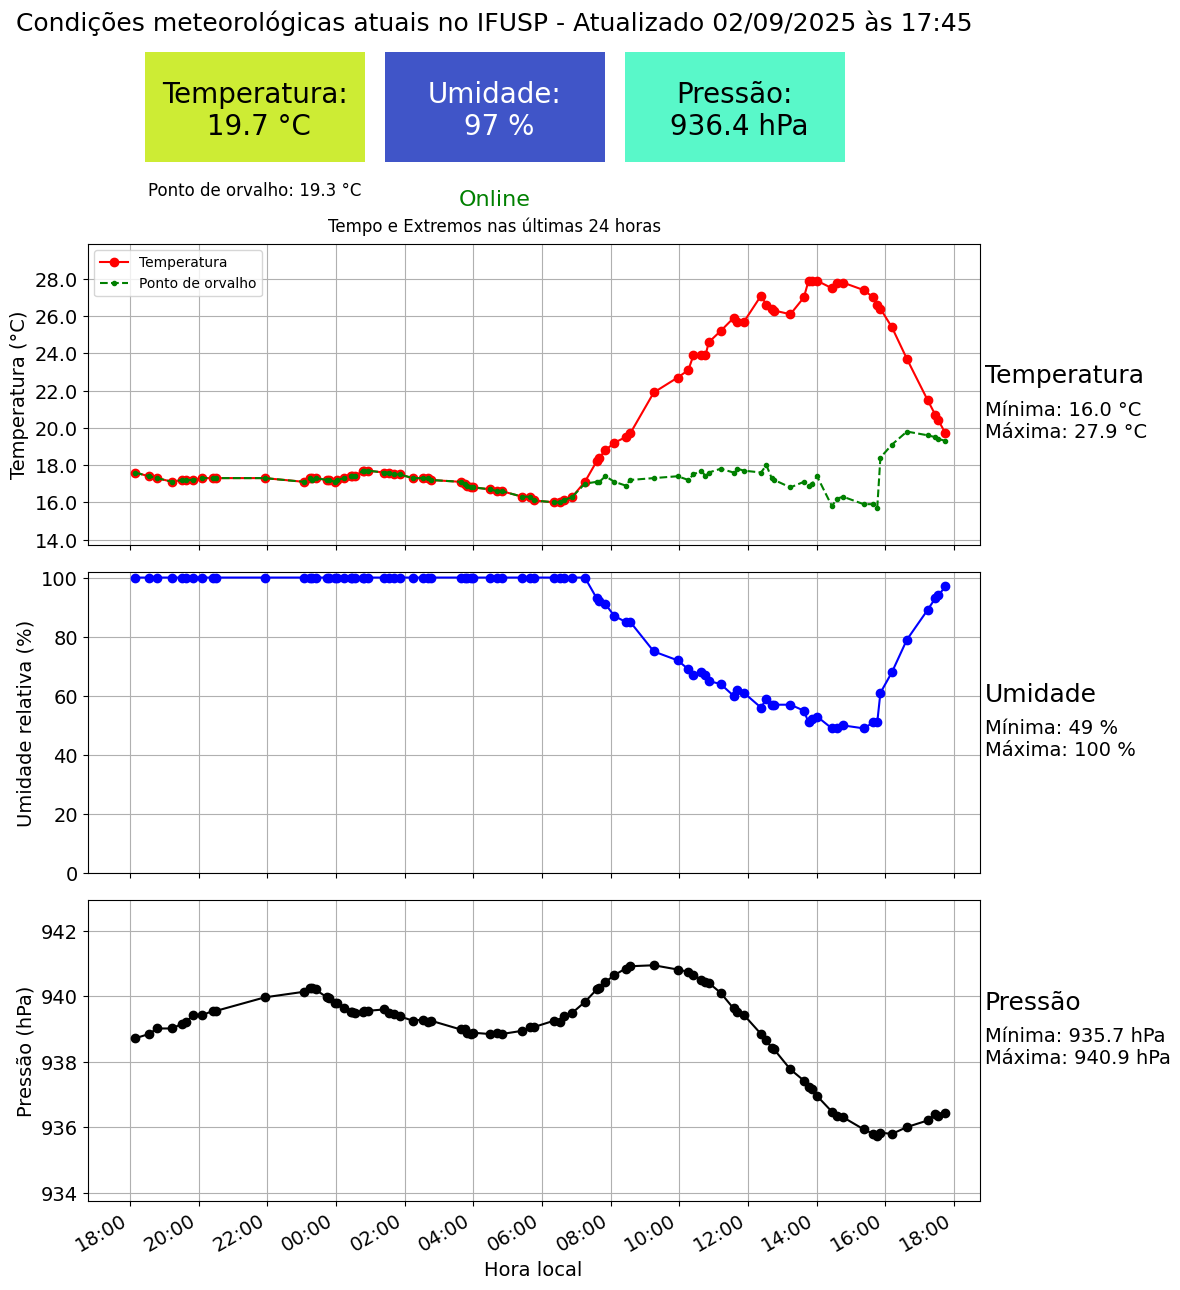 Condições meteorológicas atuais no IFUSP - Atualizado 02/09/2025 às 17:45
Temperatura:
19.7 °C
Umidade:
97 %
Pressão:
936.4 hPa
Ponto de orvalho: 19.3 °C
Online
Tempo e Extremos nas últimas 24 horas
Temperatura
Ponto de orvalho
Temperatura (°C)
28.0
26.0
24.0
22.0
20.0
18.0
16.0
14.0
Temperatura
Mínima: 16.0 °C
Máxima: 27.9 °C
Umidade relativa (%)
100
80
60
40
20
0
Umidade
Mínima: 49 %
Máxima: 100 %
Pressão (hPa)
942
940
938
936
934
Pressão
Mínima: 935.7 hPa
Máxima: 940.9 hPa
18:00 20:00 22:00 00:00 02:00 04:00 06:00 08:00 10:00 12:00 14:00 16:00 18:00
Hora local